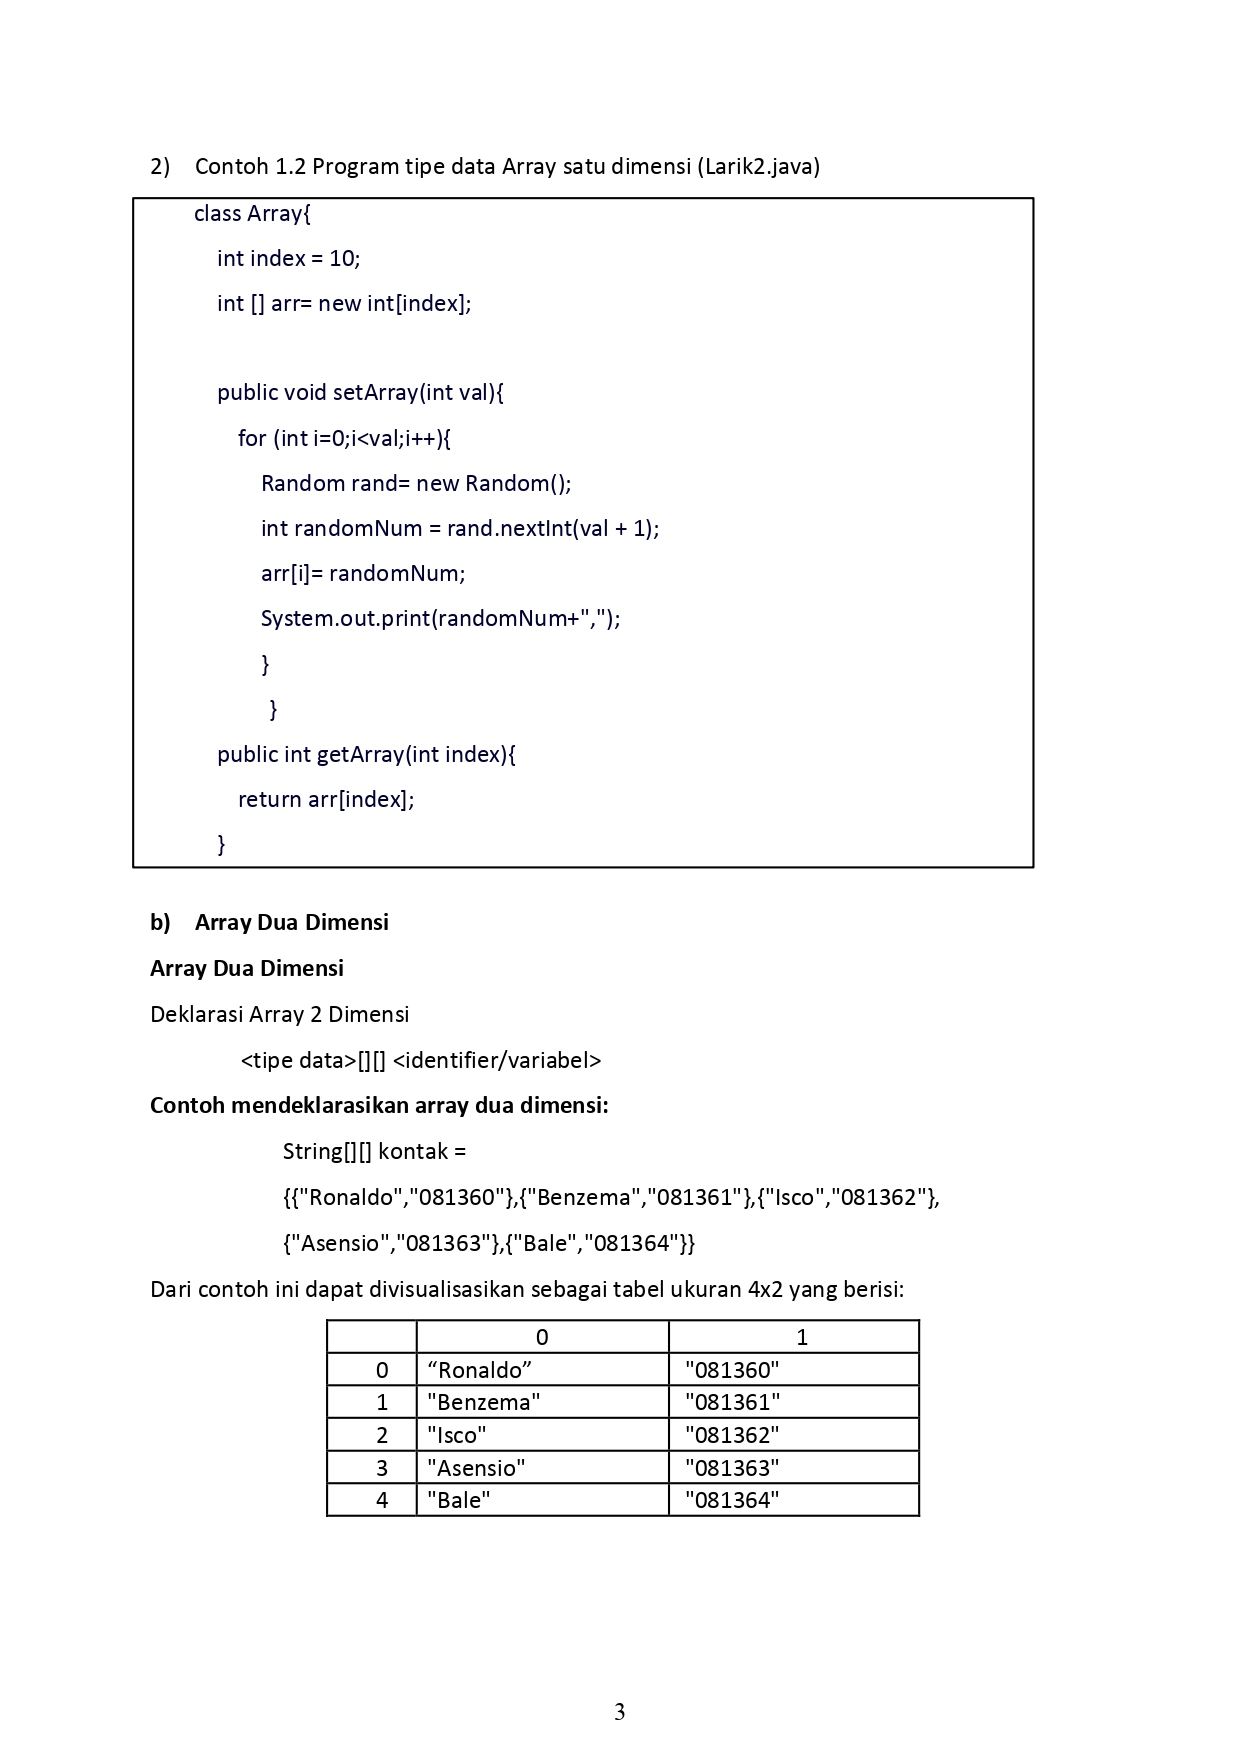 2) Contoh 1.2 Program tipe data Array satu dimensi (Larik2.java)
class Array{
int index = 10;
int [] arr= new int[index];
public void setArray(int val){
for (int i=0;i<val;i++){
Random rand= new Random();
int randomNum = rand.nextInt(val + 1);
arr[i]= randomNum;
System.out.print(randomNum+",");
}
}
public int getArray(int index){
return arr[index];
}
b) Array Dua Dimensi
Array Dua Dimensi
Deklarasi Array 2 Dimensi
<tipe data>[][] <identifier/variabel>
Contoh mendeklarasikan array dua dimensi:
String[][] kontak =
{{"Ronaldo","081360"},{"Benzema","081361"},{"Isco","081362"},
{"Asensio","081363"},{"Bale","081364"}}
Dari contoh ini dapat divisualisasikan sebagai tabel ukuran 4x2 yang berisi:
0 1
0 “Ronaldo” "081360"
1 "Benzema" "081361"
2 "Isco" "081362"
3 "Asensio" "081363"
4 "Bale" "081364"
3